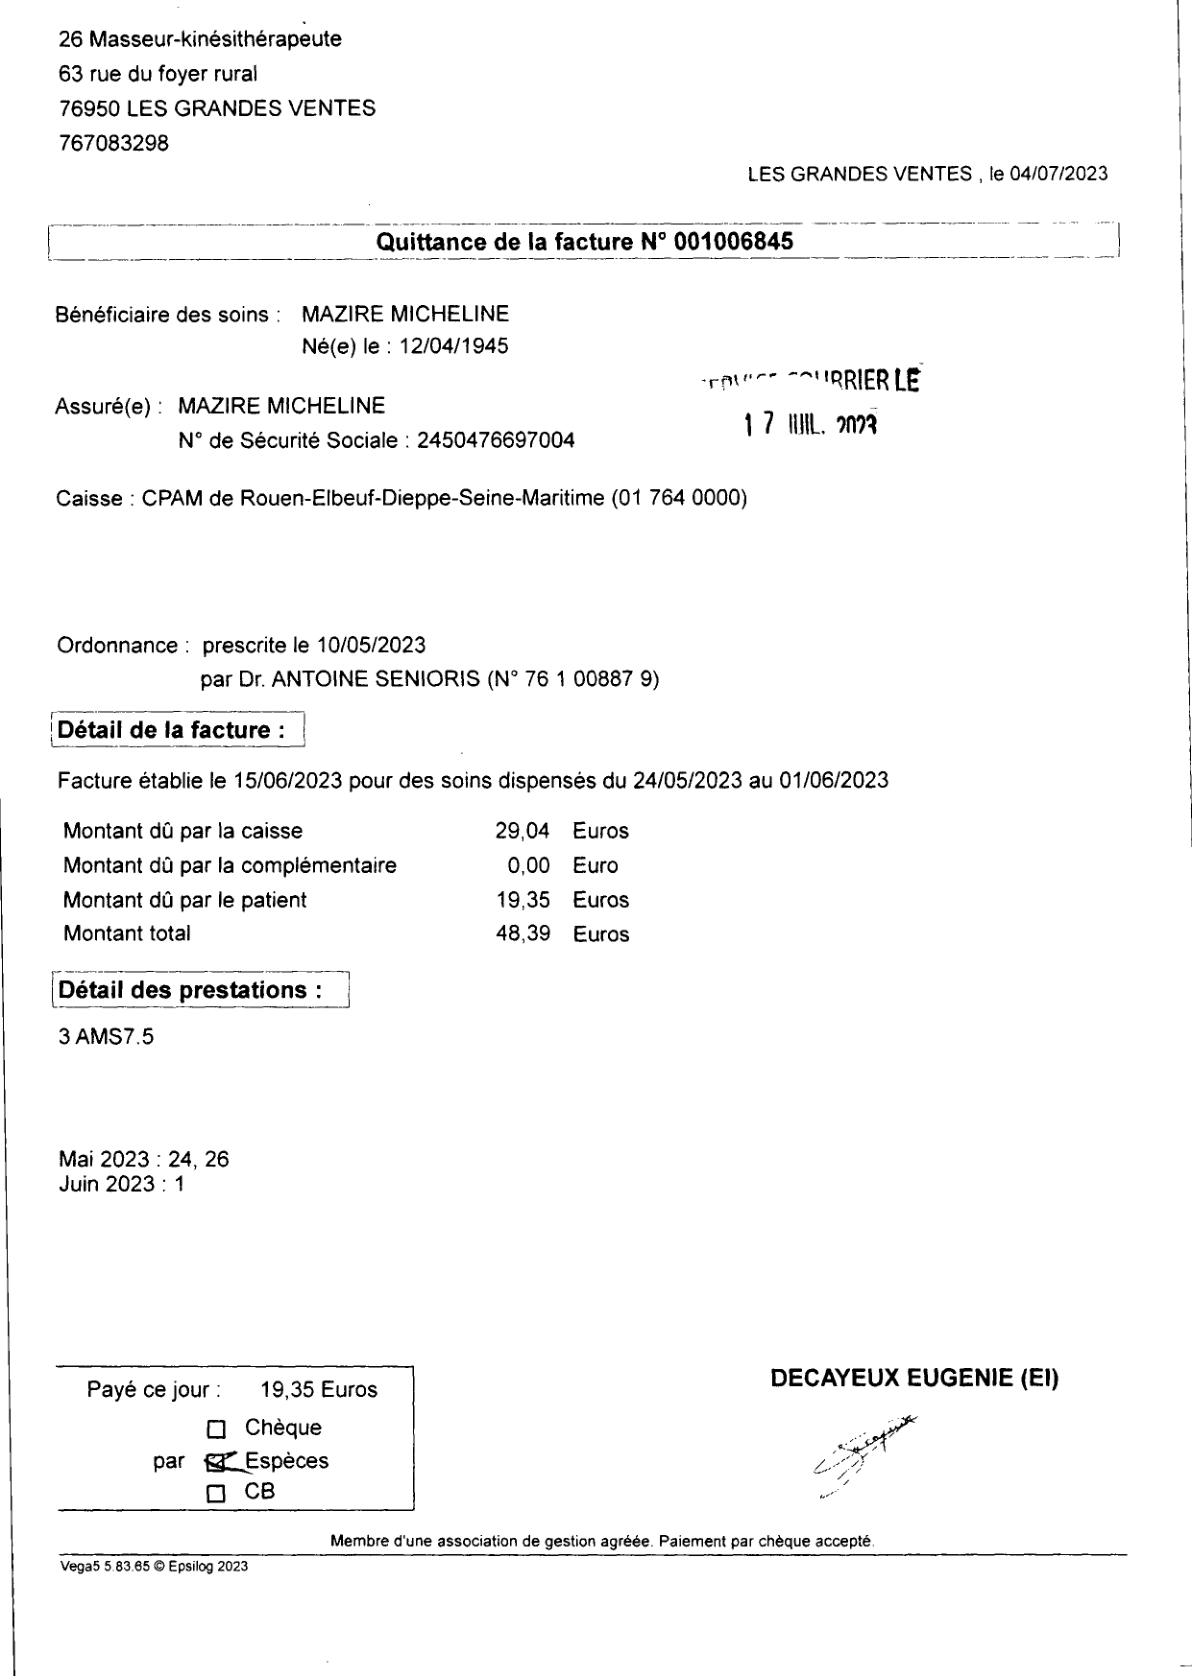 26 Masseur-kinésithérapeute
63 rue du foyer rural
76950 LES GRANDES VENTES
767083298
LES GRANDES VENTES , le 04/07/2023
Quittance de la facture N° 001006845
Bénéficiaire des soins : MAZIRE MICHELINE
Né(e) le : 12/04/1945
LE
Assuré(e) : MAZIRE MICHELINE
17 JUIL. 2023
N° de Sécurité Sociale : 2450476697004
Caisse : CPAM de Rouen-Elbeuf-Dieppe-Seine-Maritime (01 764 0000)
Ordonnance : prescrite le 10/05/2023
par Dr. ANTOINE SENIORIS (N° 76 1 00887 9)
Détail de la facture :
Facture établie le 15/06/2023 pour des soins dispensés du 24/05/2023 au 01/06/2023
Montant dû par la caisse 29,04 Euros
Montant dû par la complémentaire 0,00 Euro
Montant dû par le patient 19,35 Euros
Montant total 48,39 Euros
Détail des prestations :
3 AMS7.5
Mai 2023 : 24, 26
Juin 2023 : 1
DECAYEUX EUGENIE (EI)
Payé ce jour : 19,35 Euros
Chèque
par Espèces
CB
Membre d'une association de gestion agréée. Paiement par chèque accepté.
Vega5 5.83.65 © Epsilog 2023